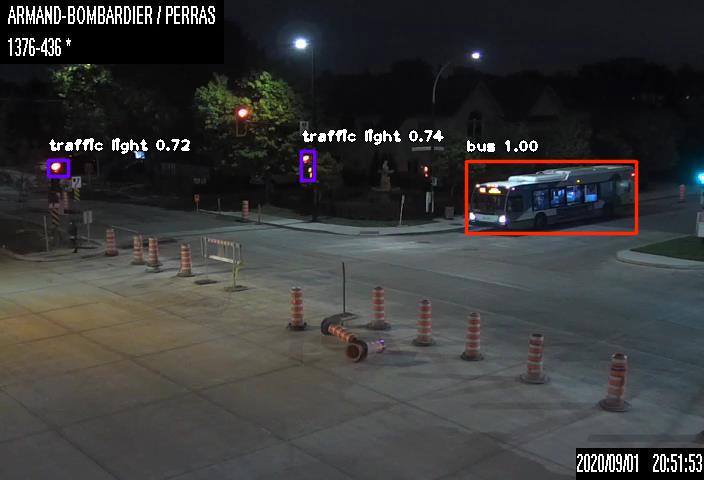 ARMAND-BOMBARDIER / PERRAS
1376-436 *
traffic light 0.72
traffic light 0.74
bus 1.00
2020/09/01 20:51:53